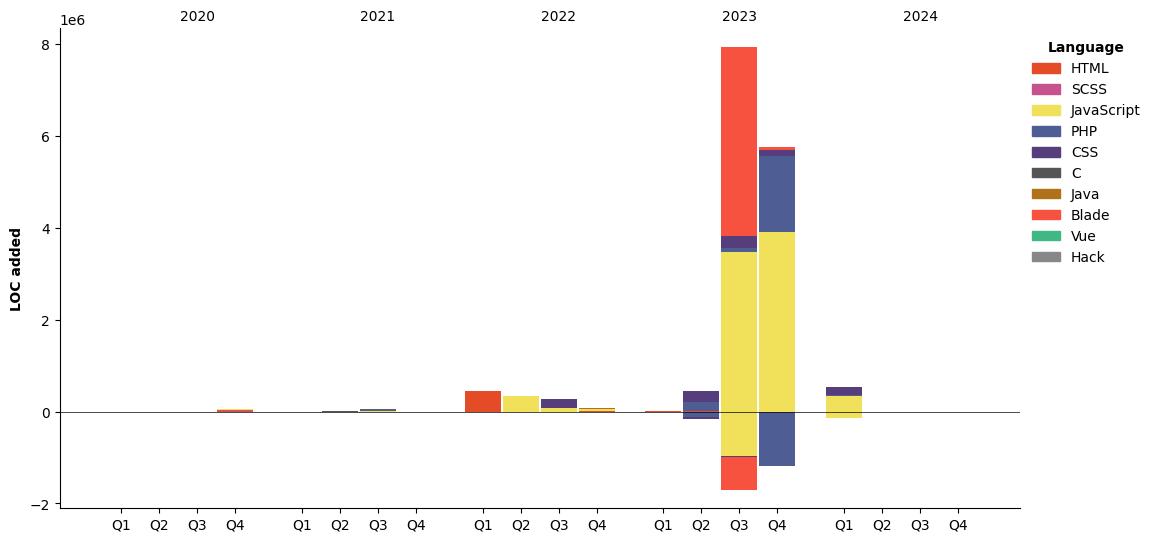 1e6
2020 2021 2022 2023 2024
8
6
4
2
0
−2
LOC added
Q1 Q2 Q3 Q4 Q1 Q2 Q3 Q4 Q1 Q2 Q3 Q4 Q1 Q2 Q3 Q4 Q1 Q2 Q3 Q4
Language
HTML
SCSS
JavaScript
PHP
CSS
C
Java
Blade
Vue
Hack